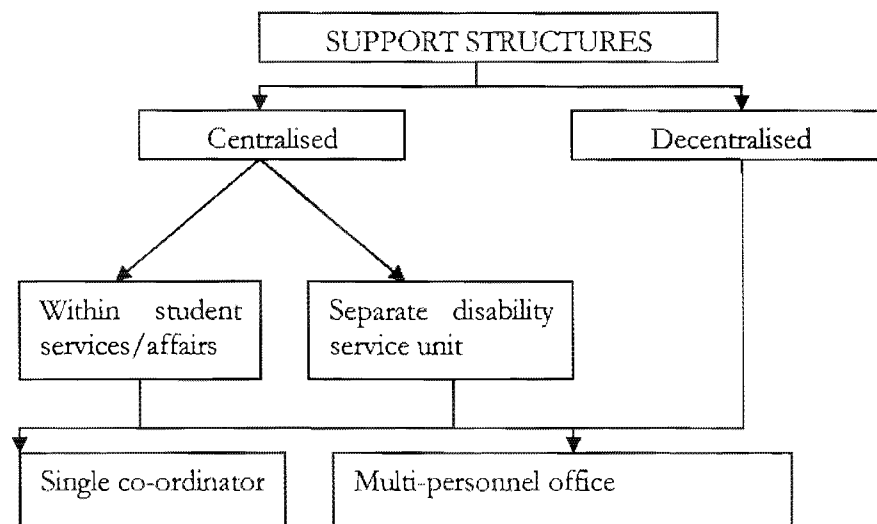 SUPPORT STRUCTURES
Centralised
Decentralised
Within student
services/affairs
Separate disability
service unit
Single co-ordinator
Multi-personnel office